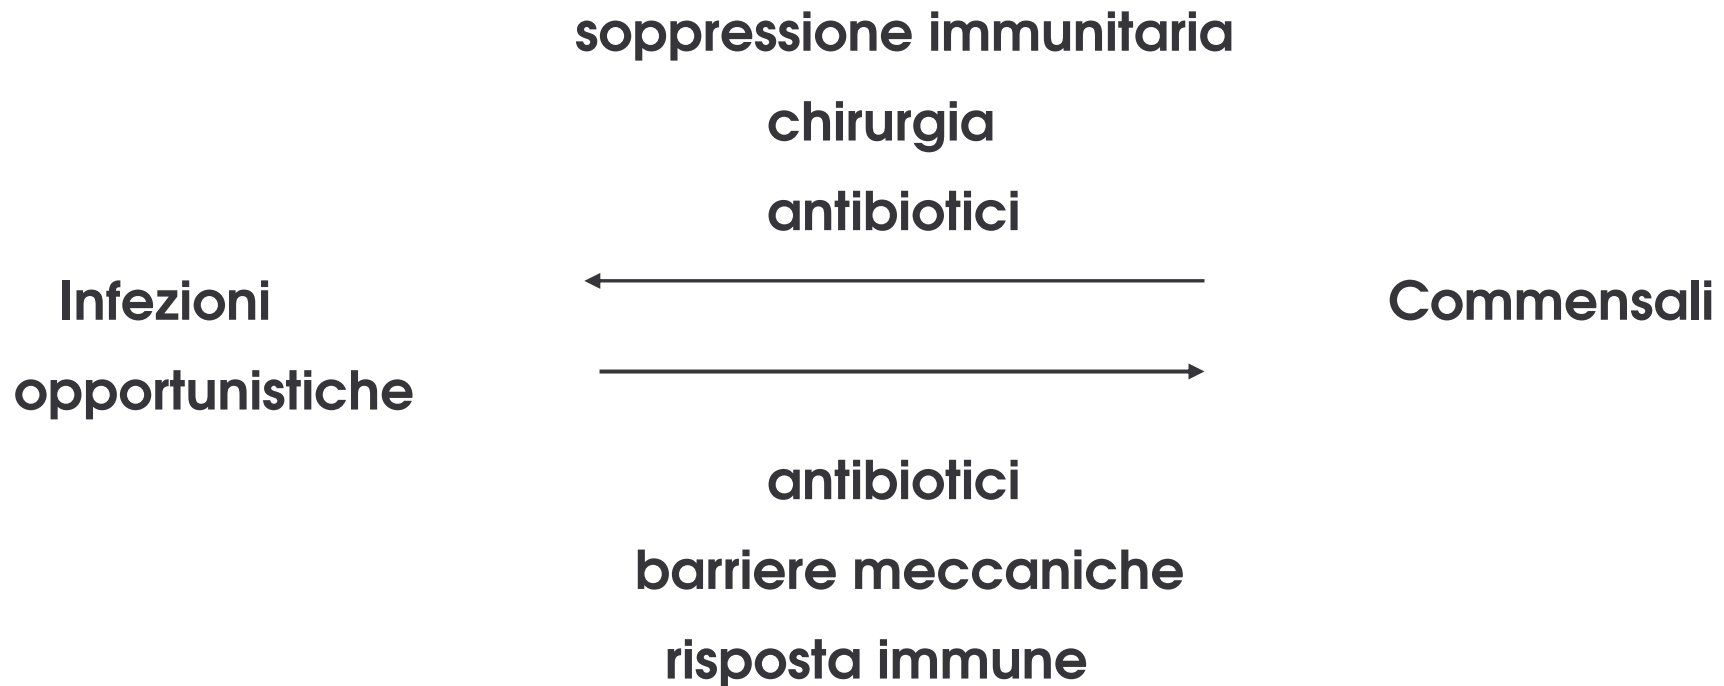 soppressione immunitaria
chirurgia
antibiotici
Infezioni
opportunistiche
Commensali
antibiotici
barriere meccaniche
risposta immune